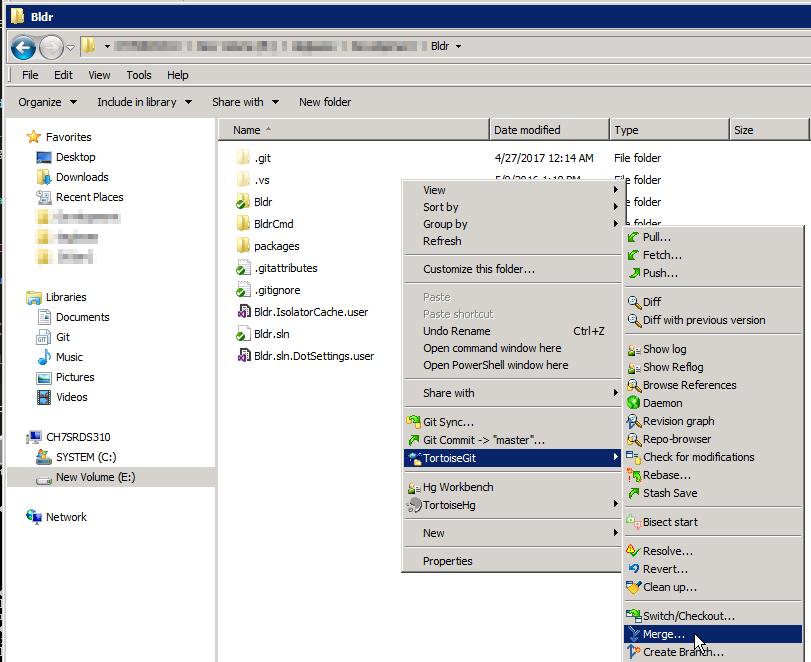 Bldr
Bldr
File Edit View Tools Help
Organize Include in library Share with New folder
Name Date modified Type Size
Favorites
Desktop
Downloads
Recent Places
Libraries
Documents
Git
Music
Pictures
Videos
CH7SRDS310
SYSTEM (C:)
New Volume (E:)
Network
.git 4/27/2017 12:14 AM File folder
.vs File folder
Bldr File folder
BldrCmd File folder
packages
.gitattributes
.gitignore
Bldr.IsolatorCache.user
Bldr.sln
Bldr.sln.DotSettings.user
View
Sort by
Group by
Refresh
Customize this folder...
Paste
Paste shortcut
Undo Rename Ctrl+Z
Open command window here
Open PowerShell window here
Share with
Git Sync...
Git Commit -> "master"...
TortoiseGit
Hg Workbench
TortoiseHg
New
Properties
Pull...
Fetch...
Push...
Diff
Diff with previous version
Show log
Show Reflog
Browse References
Daemon
Revision graph
Repo-browser
Check for modifications
Rebase...
Stash Save
Bisect start
Resolve...
Revert...
Clean up...
Switch/Checkout...
Merge...
Create Branch...